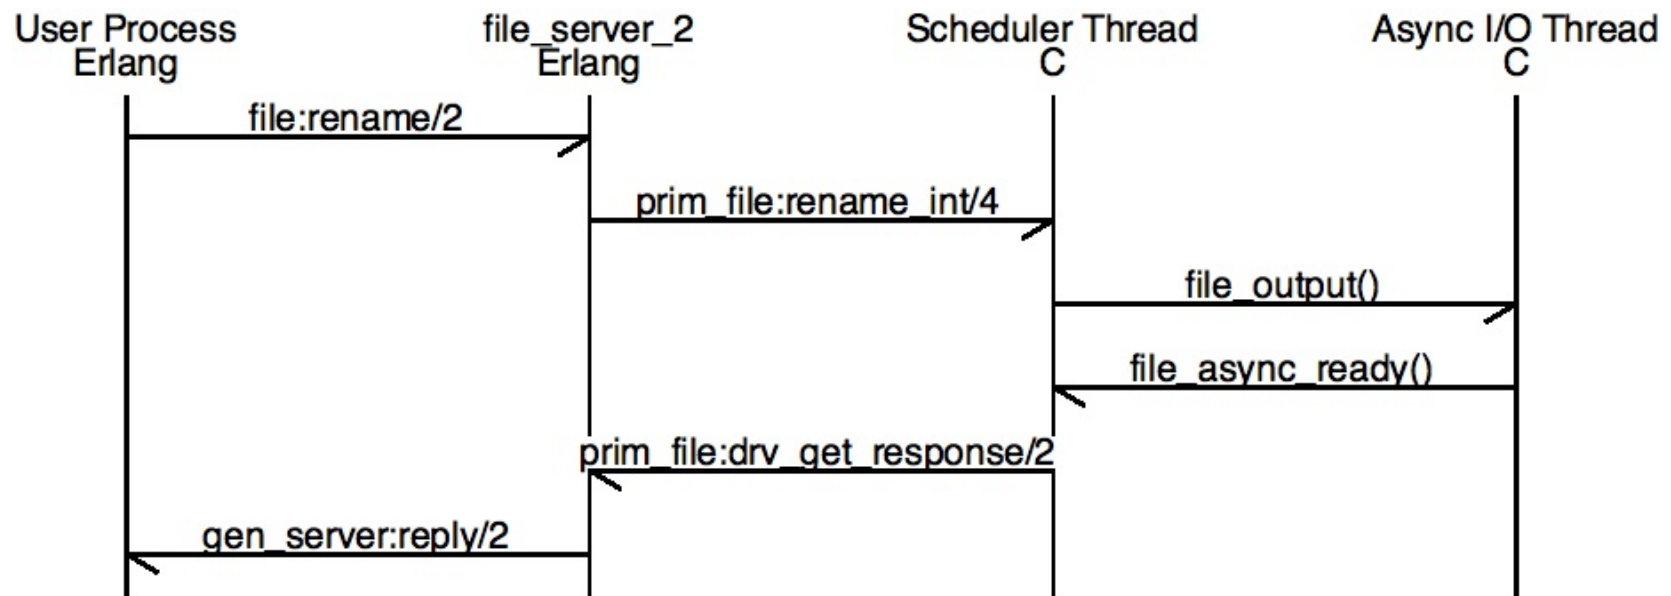 User Process
Erlang
file_server_2
Erlang
Scheduler Thread
C
Async I/O Thread
C
file:rename/2
prim_file:rename_int/4
file_output()
file_async_ready()
prim_file:drv_get_response/2
gen_server:reply/2